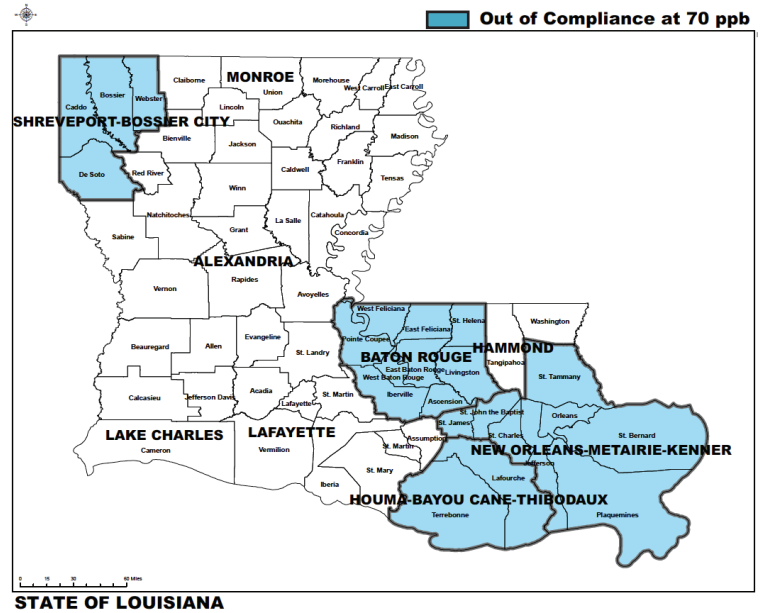 Out of Compliance at 70 ppb
Claiborne
MONROE
Union
Morehouse
West Carroll
East Carroll
Caddo
Bossier
Webster
Lincoln
SHREVEPORT-BOSSIER CITY
Ouachita
Richland
Madison
Bienville
Jackson
Franklin
De Soto
Red River
Caldwell
Tensas
Winn
Natchitoches
La Salle
Catahoula
Sabine
Grant
Concordia
ALEXANDRIA
Vernon
Rapides
Avoyelles
West Feliciana
East Feliciana
St. Helena
Washington
Beauregard
Allen
Evangeline
St. Landry
Pointe Coupee
BATON ROUGE
HAMMOND
Tangipahoa
East Baton Rouge
West Baton Rouge
Livingston
St. Tammany
Calcasieu
Jefferson Davis
Acadia
Lafayette
St. Martin
Iberville
Ascension
St. John the Baptist
Orleans
LAKE CHARLES
LAFAYETTE
St. James
St. Charles
St. Bernard
Cameron
Vermilion
St. Martin
Assumption
NEW ORLEANS-METAIRIE-KENNER
Jefferson
St. Mary
Lafourche
Iberia
HOUMA-BAYOU CANE-THIBODAUX
Terrebonne
Plaquemines
0 15 30 60 Miles
STATE OF LOUISIANA